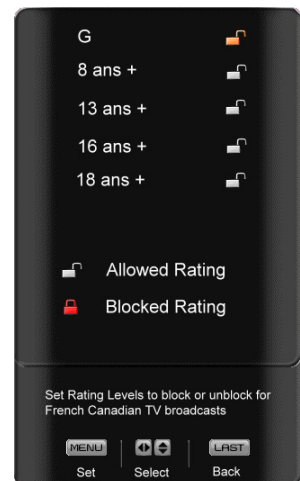 G
8 ans +
13 ans +
16 ans +
18 ans +
Allowed Rating
Blocked Rating
Set Rating Levels to block or unblock for
French Canadian TV broadcasts
MENU LAST
Set Select Back